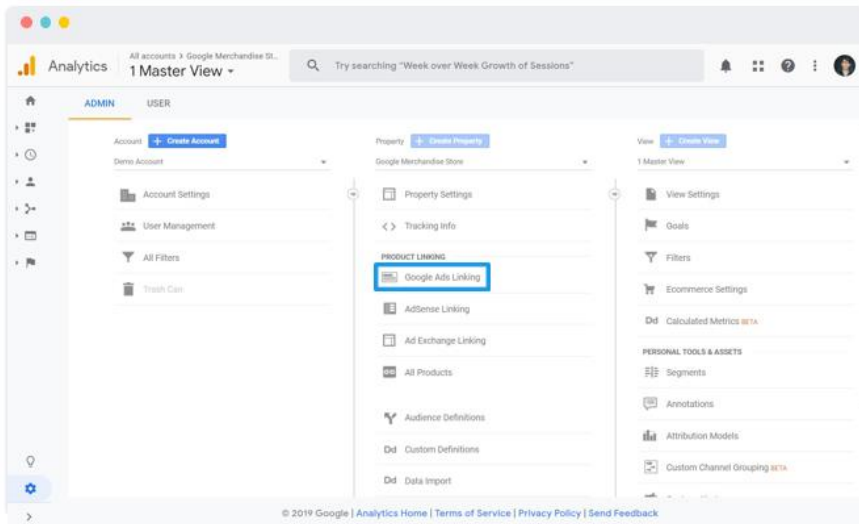 Analytics
All accounts > Google Merchandise St..
1 Master View
Try searching "Week over Week Growth of Sessions"
ADMIN
USER
Account
+ Create Account
Demo Account
Account Settings
User Management
All Filters
Trash Can
Property
+ Create Property
Google Merchandise Store
Property Settings
< > Tracking Info
PRODUCT LINKING
Google Ads Linking
AdSense Linking
Ad Exchange Linking
All Products
Audience Definitions
Dd Custom Definitions
Dd Data Import
View
+ Create View
1 Master View
View Settings
Goals
Filters
Ecommerce Settings
Dd Calculated Metrics BETA
PERSONAL TOOLS & ASSETS
Segments
Annotations
Attribution Models
Custom Channel Grouping BETA
© 2019 Google | Analytics Home | Terms of Service | Privacy Policy | Send Feedback